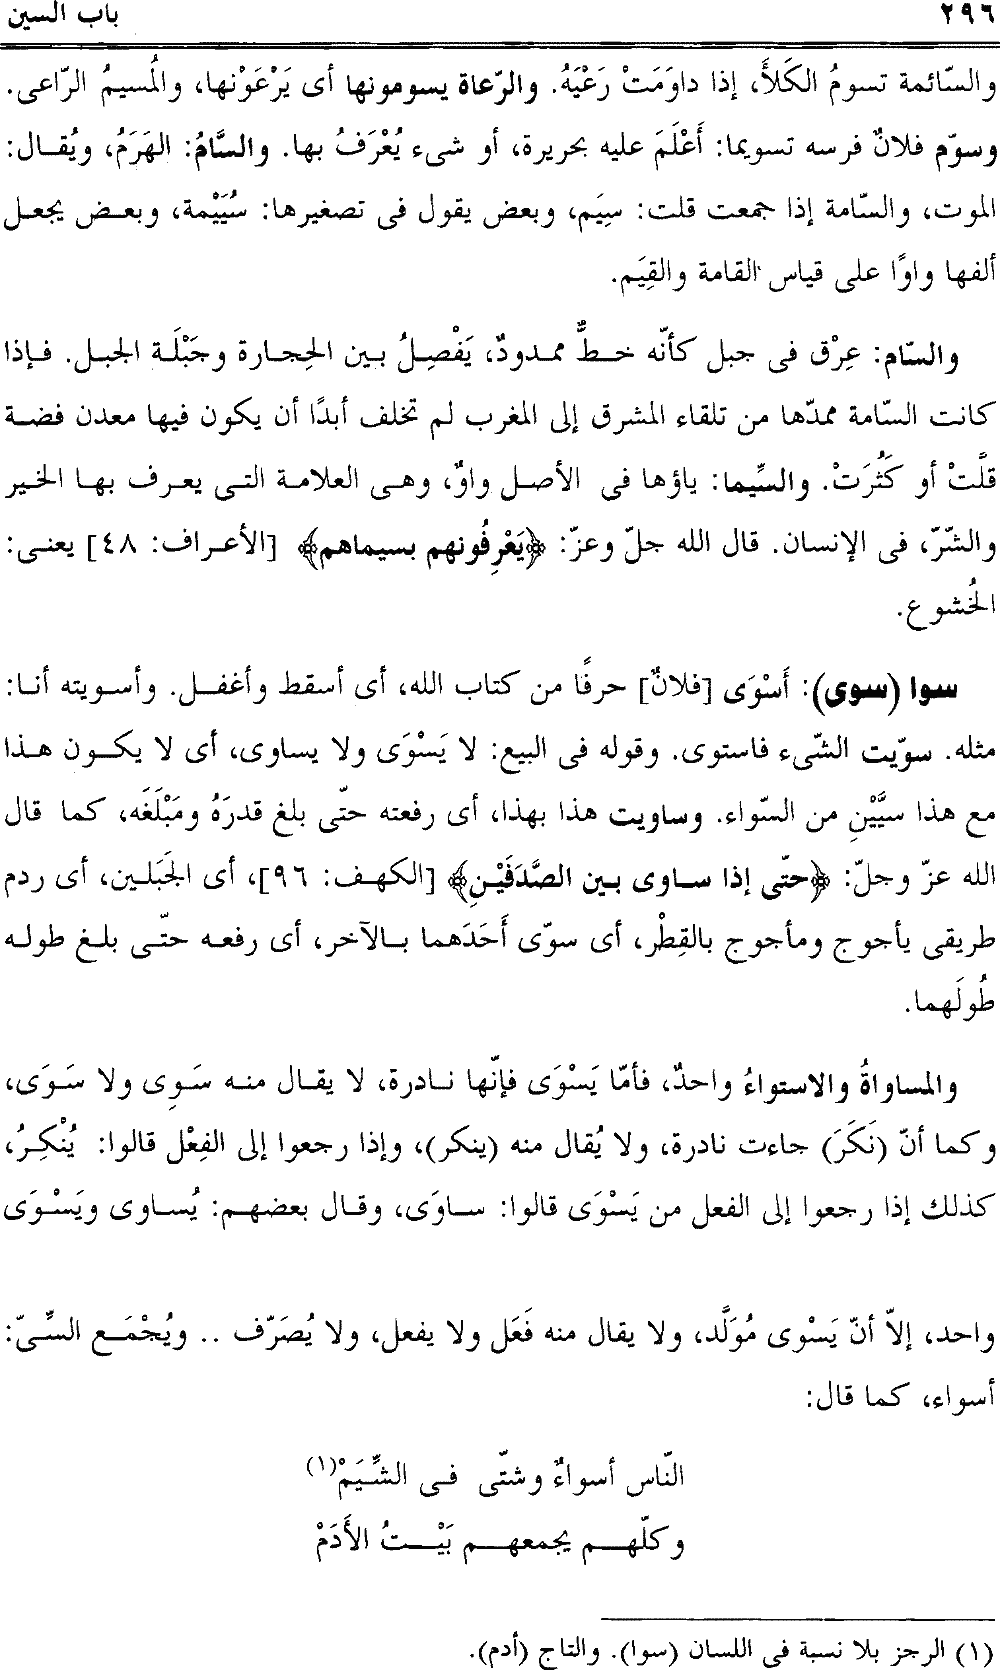 ٢٩٦ باب السين
والسّائمة تسومُ الكَلأَ، إذا داوَمَتْ رَعْيَهُ. والرّعاة يسومونها أى يَرْعَوْنها، والمُسيمُ الرّاعى.
وسوّم فلانٌ فرسه تسويما: أَعْلَمَ عليه بحريرة، أو شىء يُعْرَفُ بها. والسَّامُ: الهَرَمُ، ويُقال:
الموت، والسّامة إذا جمعت قلت: سِيَم، وبعض يقول فى تصغيرها: سُيَيْمة، وبعض يجعل
ألفها واوًا على قياس القامة والقِيَم.
والسّام: عِرْق فى جبل كأنّه خطٌّ ممدودٌ، يَفْصِلُ بين الحِجارة وجَبْلَة الجبل. فإذا
كانت السّامة ممدّها من تلقاء المشرق إلى المغرب لم تخلف أبدًا أن يكون فيها معدن فضة
قلَّتْ أو كَثُرَتْ. والسِّيما: ياؤها فى الأصل واوٌ، وهى العلامة التى يعرف بها الخير
والشّرّ، فى الإنسان. قال الله جلّ وعزّ: ﴿يَعْرِفُونهم بسيماهم﴾ [الأعراف: ٤٨] يعنى:
الخُشوع.
سوا (سوى): أَسْوَى [فلانٌ] حرفًا من كتاب الله، أى أسقط وأغفل. وأسويته أنا:
مثله. سوّيت الشّىء فاستوى. وقوله فى البيع: لا يَسْوَى ولا يساوى، أى لا يكون هذا
مع هذا سيَّيْنِ من السّواء. وساويت هذا بهذا، أى رفعته حتّى بلغ قدرَهُ ومَبْلَغَه، كما قال
الله عزّ وجلّ: ﴿حتّى إذا ساوى بين الصَّدَفَيْنِ﴾ [الكهف: ٩٦]، أى الجَبَلين، أى ردم
طريقى يأجوج ومأجوج بالقِطْر، أى سوّى أَحَدَهما بالآخر، أى رفعه حتّى بلغ طوله
طُولَهما.
والمساواةُ والاستواءُ واحدٌ، فأمّا يَسْوَى فإنّها نادرة، لا يقال منه سَوِى ولا سَوَى،
وكما أنّ (نَكَرَ) جاءت نادرة، ولا يُقال منه (ينكر)، وإذا رجعوا إلى الفِعْل قالوا: يُنْكِرُ،
كذلك إذا رجعوا إلى الفعل من يَسْوَى قالوا: ساوَى، وقال بعضهم: يُساوى ويَسْوَى
واحد، إلاّ أنّ يَسْوى مُوَلَّد، ولا يقال منه فَعَل ولا يفعل، ولا يُصَرّف .. ويُجْمَع السِّىّ:
أسواء، كما قال:
النّاس أسواءٌ وشتّى فى الشِّيَمْ(١)
وكلّهم يجمعهم بَيْتُ الأَدَمْ
(١) الرجز بلا نسبة فى اللسان (سوا). والتاج (أدم).